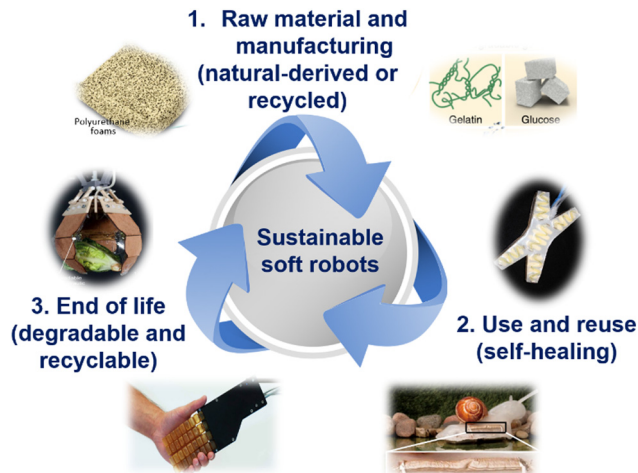 1. Raw material and
manufacturing
(natural-derived or
recycled)
Polyurethane
foams
Gelatin
Glucose
Sustainable
soft robots
2. Use and reuse
(self-healing)
3. End of life
(degradable and
recyclable)